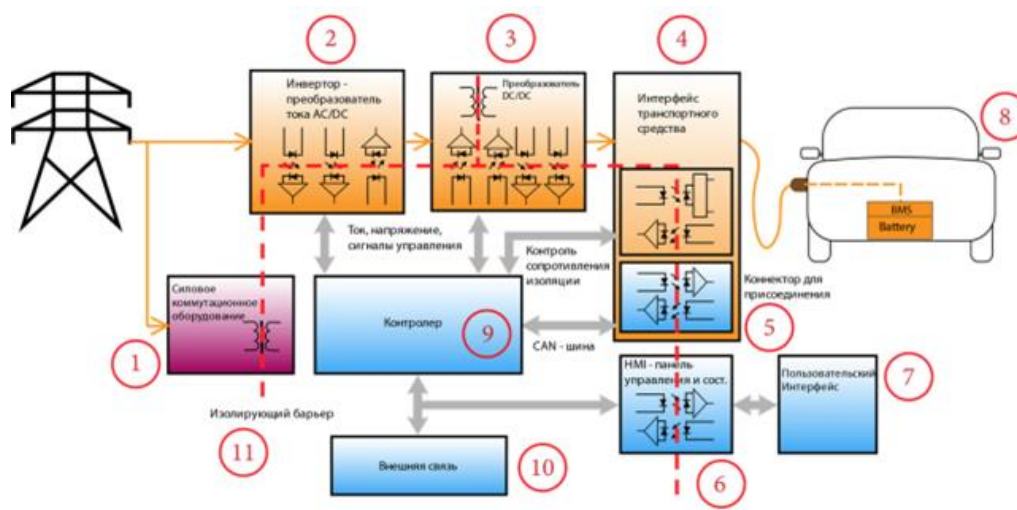 2
3
4
Инвертор -
преобразователь
тока AC/DC
Преобразователь
DC/DC
Интерфейс
транспортного
средства
8
BMS
Battery
Ток, напряжение,
сигналы управления
Контроль
сопротивления
изоляции
Коннектор для
присоединения
Силовое
коммутационное
оборудование
Контролер
9
5
CAN - шина
1
HMI - панель
управления и сост.
Пользовательский
Интерфейс
7
Изолирующий барьер
11
Внешняя связь
10
6